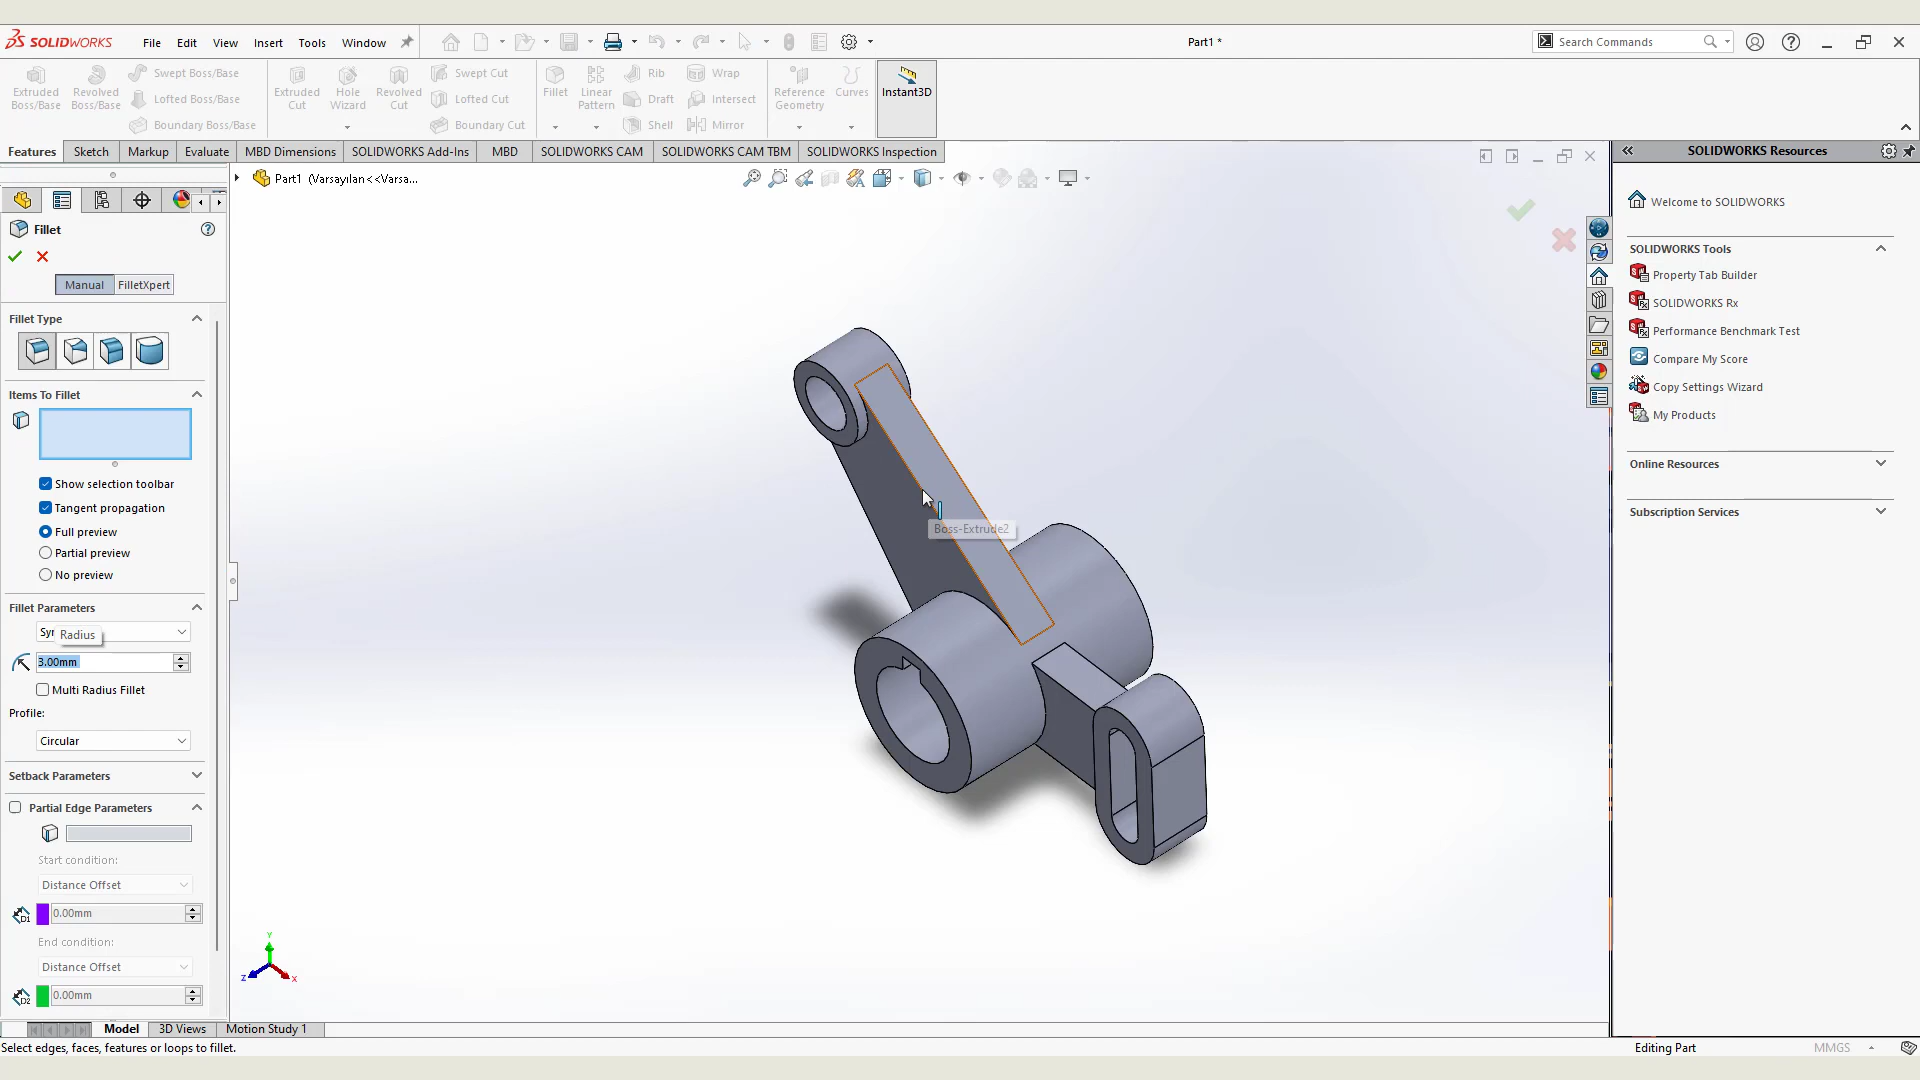 SOLIDWORKS File Edit View Insert Tools Window Part1 * Search Commands
Extruded Boss/Base
Revolved Boss/Base
Swept Boss/Base
Lofted Boss/Base
Boundary Boss/Base
Extruded Cut
Hole Wizard
Revolved Cut
Swept Cut
Lofted Cut
Boundary Cut
Fillet
Linear Pattern
Rib
Draft
Shell
Wrap
Intersect
Mirror
Reference Geometry
Curves
Instant3D
Features Sketch Markup Evaluate MBD Dimensions SOLIDWORKS Add-Ins MBD SOLIDWORKS CAM SOLIDWORKS CAM TBM SOLIDWORKS Inspection
Part1 (Varsayılan<<Varsa...
Fillet
Manual FilletXpert
Fillet Type
Items To Fillet
Show selection toolbar
Tangent propagation
Full preview
Partial preview
No preview
Fillet Parameters
Radius
3.00mm
Multi Radius Fillet
Profile:
Circular
Setback Parameters
Partial Edge Parameters
Start condition:
Distance Offset
D1
0.00mm
End condition:
Distance Offset
D2
0.00mm
Boss-Extrude2
Y
Z
X
SOLIDWORKS Resources
Welcome to SOLIDWORKS
SOLIDWORKS Tools
Property Tab Builder
SOLIDWORKS Rx
Performance Benchmark Test
Compare My Score
Copy Settings Wizard
My Products
Online Resources
Subscription Services
Model 3D Views Motion Study 1
Select edges, faces, features or loops to fillet. Editing Part MMGS